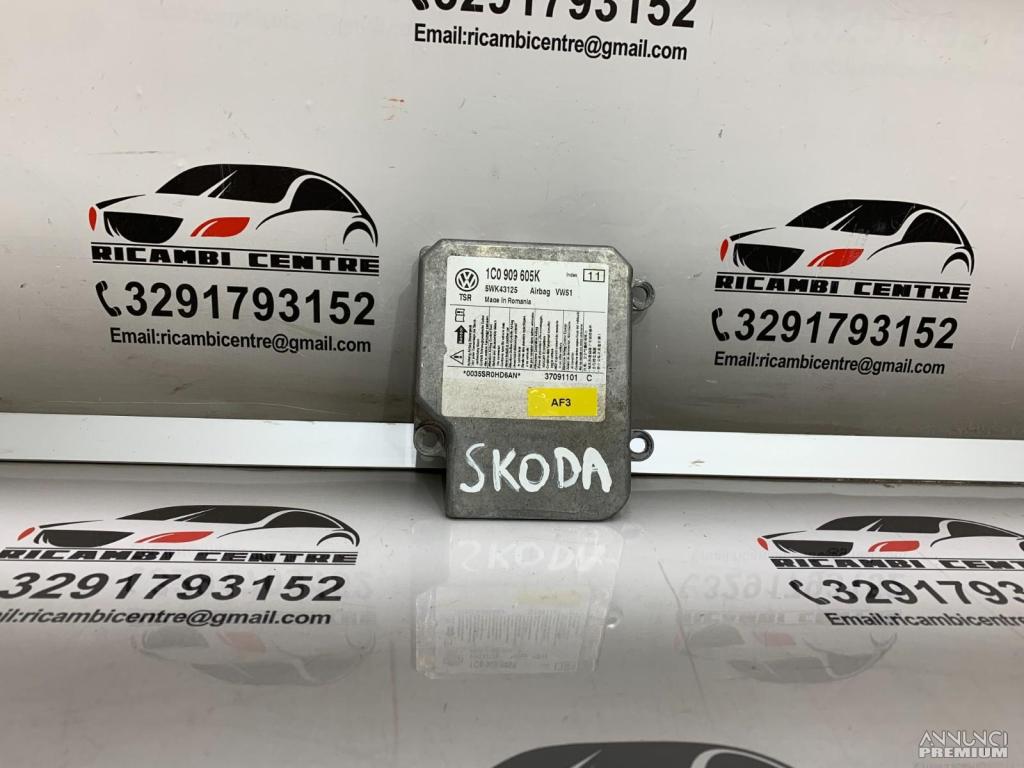 3291793152
Email:ricambicentre@gmail.com
RICAMBI CENTRE
3291793152
Email:ricambicentre@gmail.com
RICAMBI CENTRE
3291793152
Email:ricambicentre@gmail.com
1C0 909 605K Index 11
5WK43125 Airbag VW51
TSR Made in Romania
*0035SR0HD6AN* 37091101 C
AF3
SKODA
RICAMBI CENTRE
3291793152
Email:ricambicentre@gmail.com
RICAMBI CENTRE
3291793152
Email:ricambicentre@gmail.com
ANNUNCI
PREMIUM